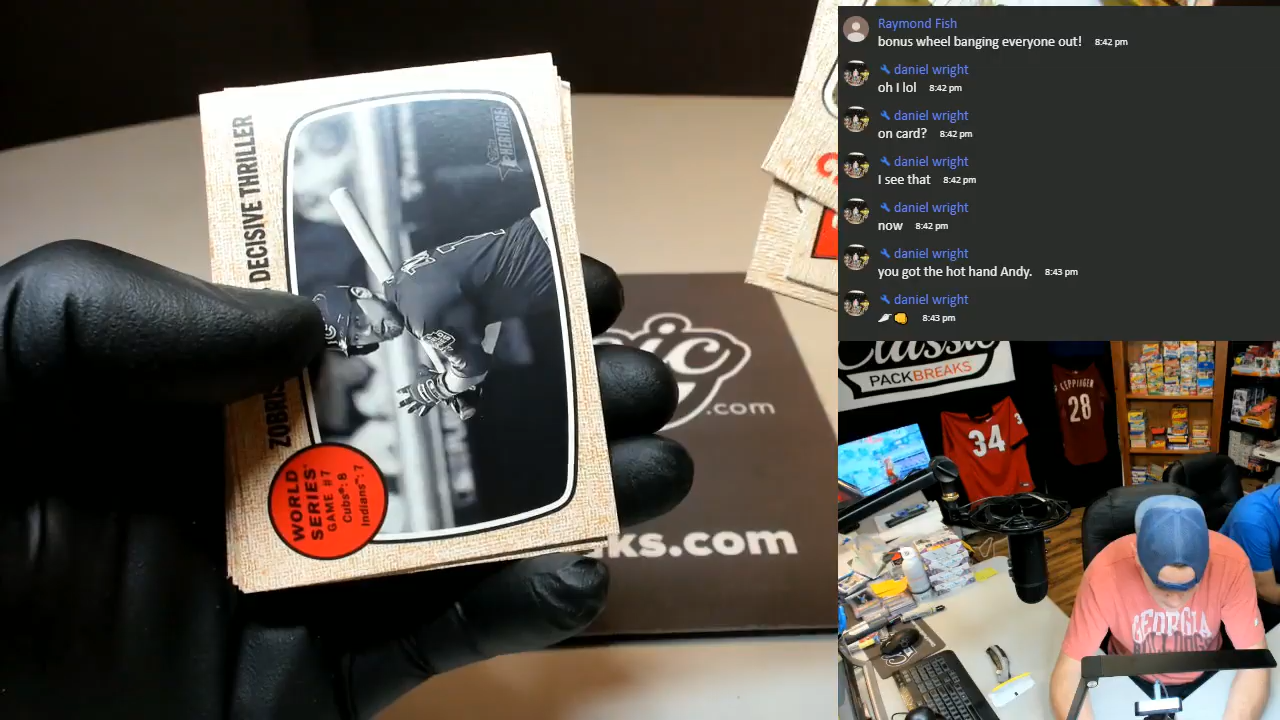 DECISIVE THRILLER
HERITAGE
WORLD
SERIES
GAME #7
Cubs: 8
Indians: 7
.com
ks.com
Raymond Fish
bonus wheel banging everyone out! 8:42 pm
daniel wright
oh I lol 8:42 pm
daniel wright
on card? 8:42 pm
daniel wright
I see that 8:42 pm
daniel wright
now 8:42 pm
daniel wright
you got the hot hand Andy. 8:43 pm
daniel wright
8:43 pm
Classic
PACKBREAKS
34
LEPPINGER
28
GEORGIA
BULLDOGS